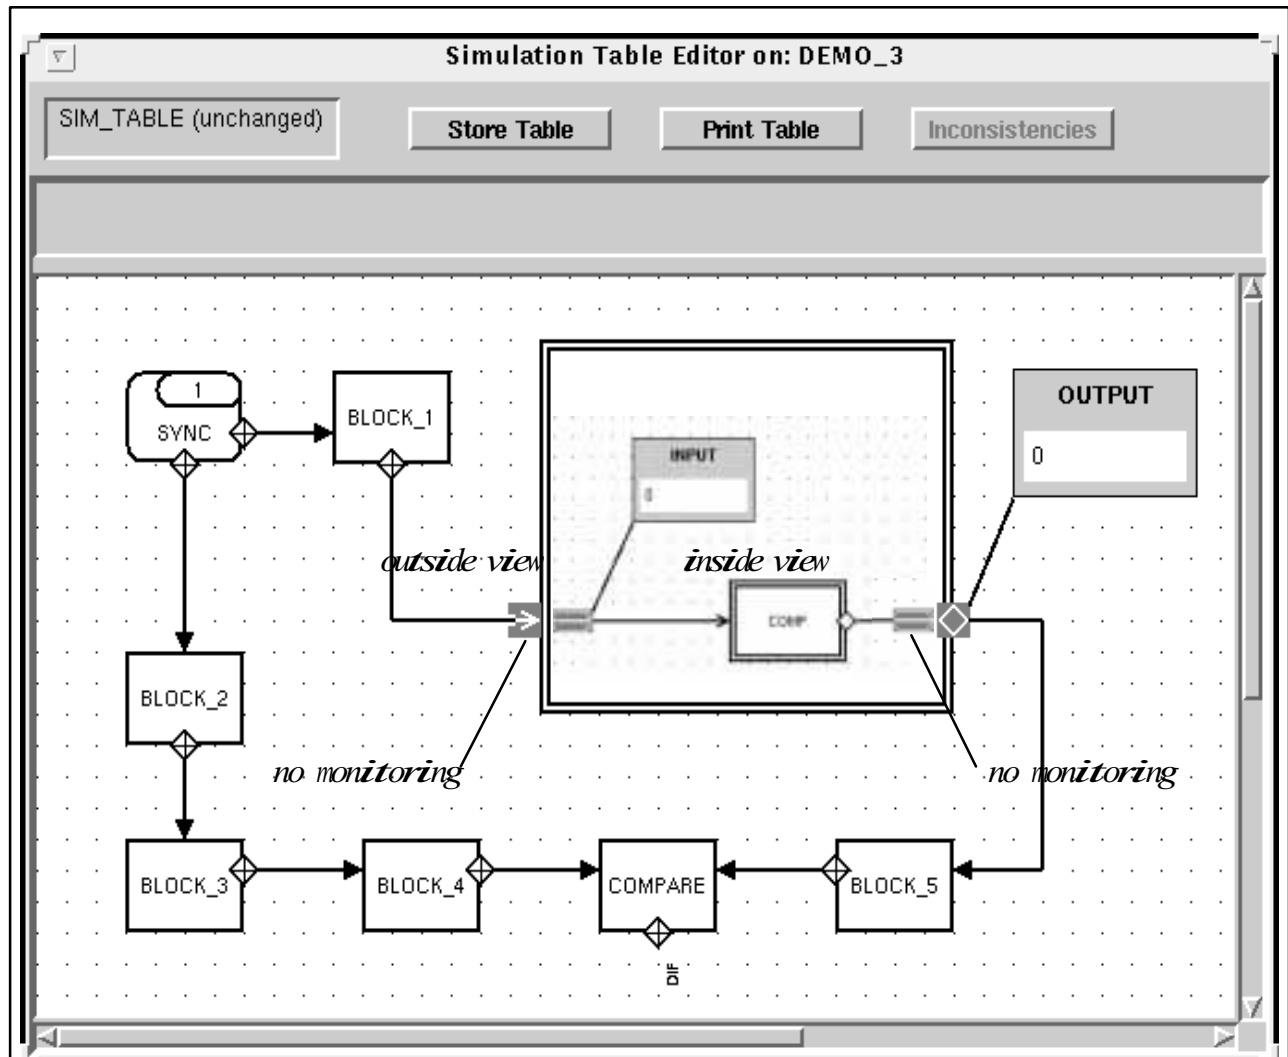 Simulation Table Editor on: DEMO_3
SIM_TABLE (unchanged)
Store Table
Print Table
Inconsistencies
1
SYNC
BLOCK_1
INPUT
0
OUTPUT
0
outside view
inside view
COMP
BLOCK_2
no monitoring
no monitoring
BLOCK_3
BLOCK_4
COMPARE
BLOCK_5
DIF